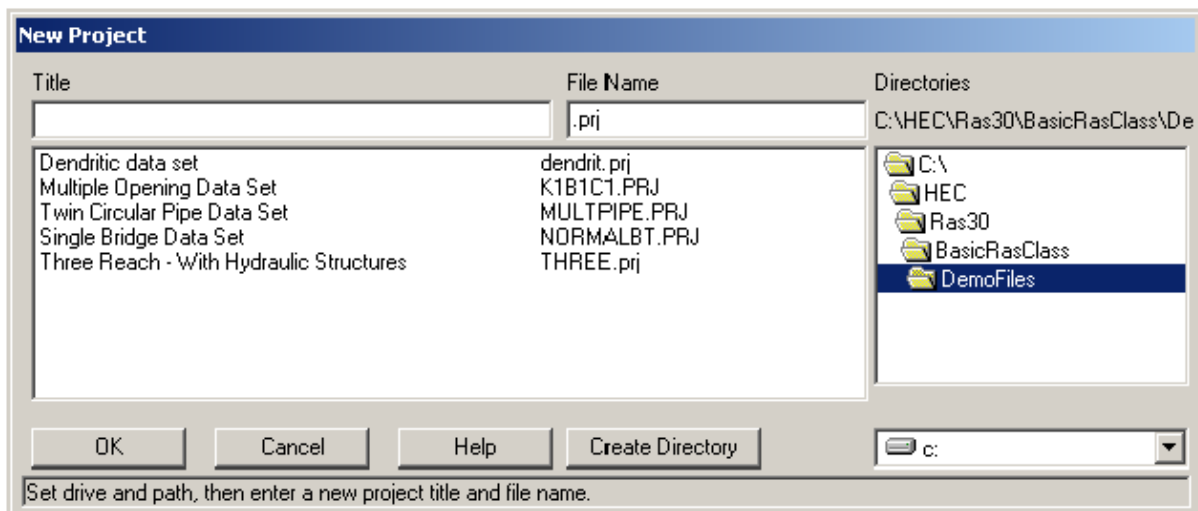 New Project
Title File Name Directories
.prj C:\HEC\Ras30\BasicRasClass\De
Dendritic data set dendrit.prj
Multiple Opening Data Set K1B1C1.PRJ
Twin Circular Pipe Data Set MULTPIPE.PRJ
Single Bridge Data Set NORMALBT.PRJ
Three Reach - With Hydraulic Structures THREE.prj
C:\
HEC
Ras30
BasicRasClass
DemoFiles
OK Cancel Help Create Directory c:
Set drive and path, then enter a new project title and file name.